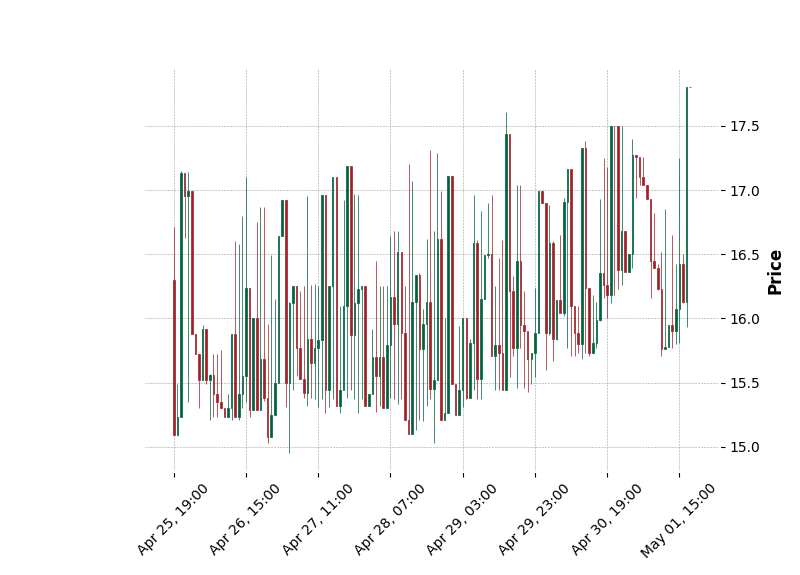 17.5
17.0
16.5
16.0
15.5
15.0
Price
Apr 25, 19:00
Apr 26, 15:00
Apr 27, 11:00
Apr 28, 07:00
Apr 29, 03:00
Apr 29, 23:00
Apr 30, 19:00
May 01, 15:00